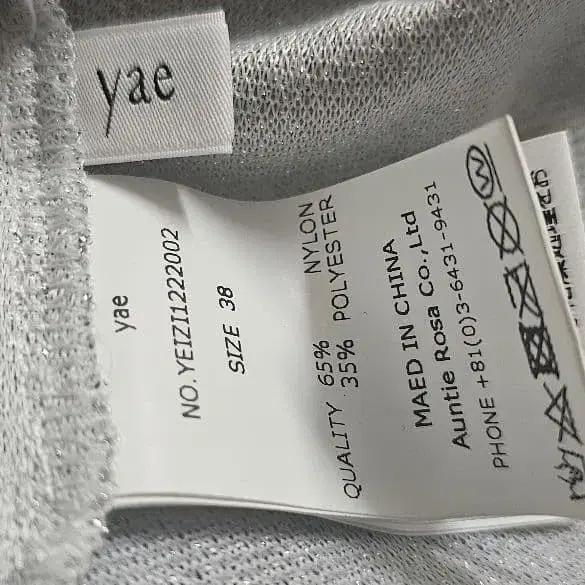 yae
yae
NO.YEIZI1222002
SIZE 38
QUALITY 65% NYLON
35% POLYESTER
MAED IN CHINA
Auntie Rosa Co.,Ltd
PHONE +81(0)3-6431-9431
W